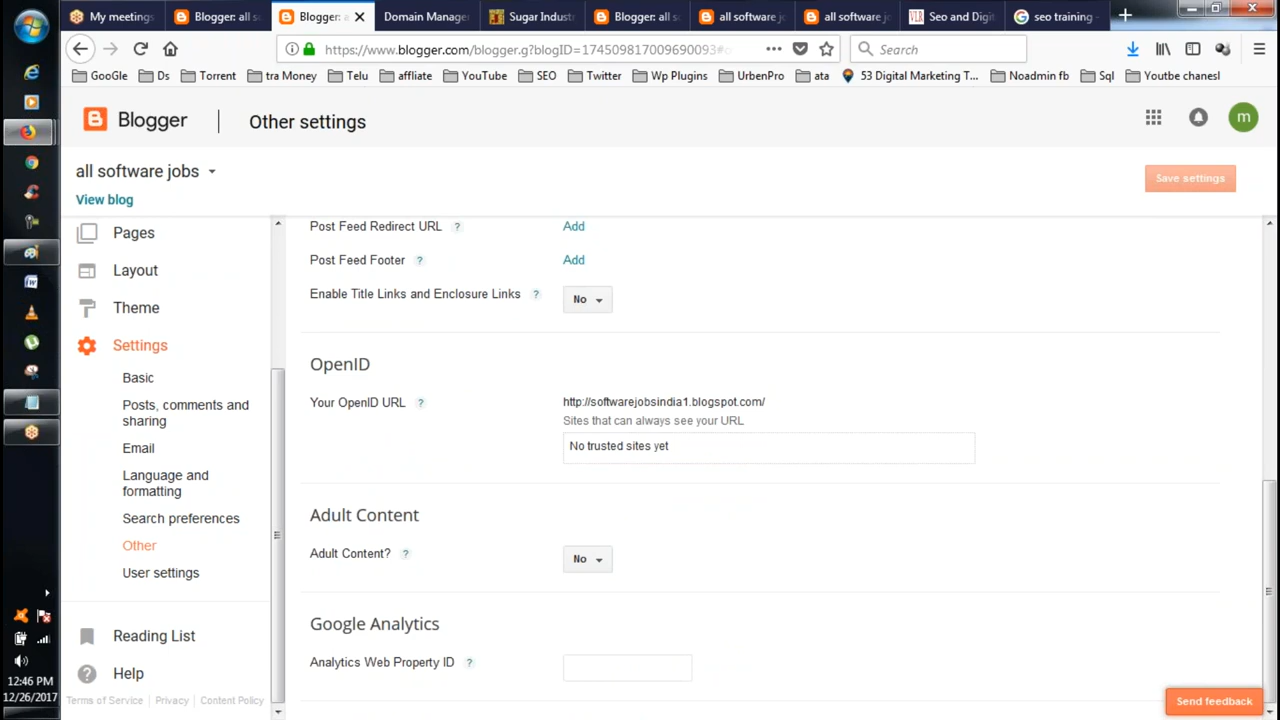 My meetings
Blogger: all su
Blogger: a
Domain Manage
Sugar Indust
Blogger: all s
all software j
all software jo
Seo and Digi
seo training -
https://www.blogger.com/blogger.g?blogID=174509817009690093#o
Search
GooGle
Ds
Torrent
tra Money
Telu
affliate
YouTube
SEO
Twitter
Wp Plugins
UrbenPro
ata
53 Digital Marketing T...
Noadmin fb
Sql
Youtbe chanesl
Blogger
Other settings
m
all software jobs
View blog
Save settings
Pages
Layout
Theme
Settings
Basic
Posts, comments and
sharing
Email
Language and
formatting
Search preferences
Other
User settings
Reading List
Help
Terms of Service
Privacy
Content Policy
Post Feed Redirect URL ?
Add
Post Feed Footer ?
Add
Enable Title Links and Enclosure Links ?
No
OpenID
Your OpenID URL ?
http://softwarejobsindia1.blogspot.com/
Sites that can always see your URL
No trusted sites yet
Adult Content
Adult Content? ?
No
Google Analytics
Analytics Web Property ID ?
Send feedback
12:46 PM
12/26/2017